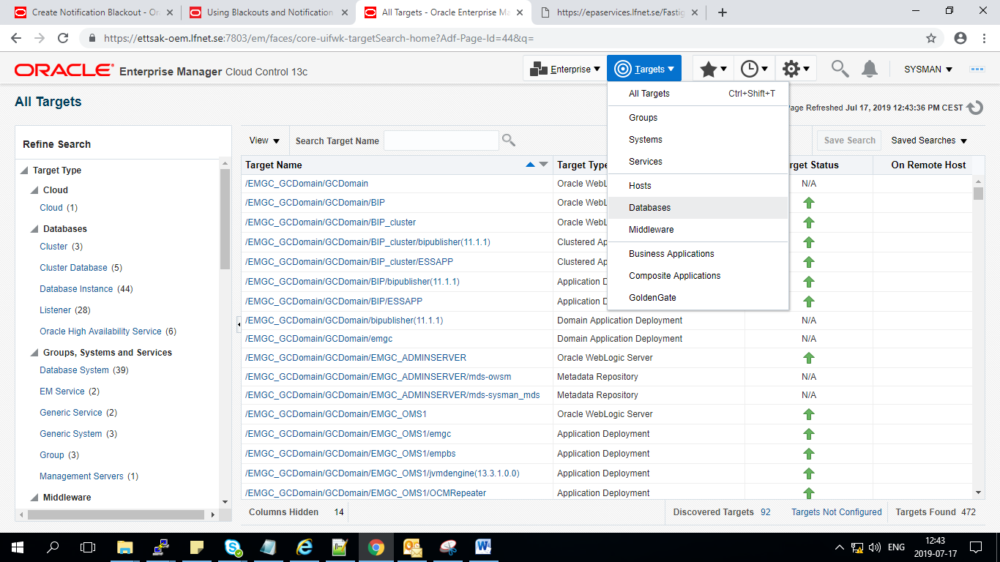 Create Notification Blackout - Or
Using Blackouts and Notification
All Targets - Oracle Enterprise Ma
https://epaservices.lfnet.se/Fastig
https://ettsak-oem.lfnet.se:7803/em/faces/core-uifwk-targetSearch-home?Adf-Page-Id=44&q=
ORACLE Enterprise Manager Cloud Control 13c
Enterprise
Targets
SYSMAN
All Targets
age Refreshed Jul 17, 2019 12:43:36 PM CEST
All Targets Ctrl+Shift+T
Groups
Systems
Services
Hosts
Databases
Middleware
Business Applications
Composite Applications
GoldenGate
Refine Search
Target Type
Cloud
Cloud (1)
Databases
Cluster (3)
Cluster Database (5)
Database Instance (44)
Listener (28)
Oracle High Availability Service (6)
Groups, Systems and Services
Database System (39)
EM Service (2)
Generic Service (2)
Generic System (3)
Group (3)
Management Servers (1)
Middleware
View
Search Target Name
Save Search
Saved Searches
Target Name Target Type rget Status On Remote Host
/EMGC_GCDomain/GCDomain Oracle WebL N/A
/EMGC_GCDomain/GCDomain/BIP Oracle WebL
/EMGC_GCDomain/GCDomain/BIP_cluster Oracle WebL
/EMGC_GCDomain/GCDomain/BIP_cluster/bipublisher(11.1.1) Clustered Ap
/EMGC_GCDomain/GCDomain/BIP_cluster/ESSAPP Clustered Ap
/EMGC_GCDomain/GCDomain/BIP/bipublisher(11.1.1) Application D
/EMGC_GCDomain/GCDomain/BIP/ESSAPP Application D
/EMGC_GCDomain/GCDomain/bipublisher(11.1.1) Domain Application Deployment N/A
/EMGC_GCDomain/GCDomain/emgc Domain Application Deployment N/A
/EMGC_GCDomain/GCDomain/EMGC_ADMINSERVER Oracle WebLogic Server
/EMGC_GCDomain/GCDomain/EMGC_ADMINSERVER/mds-owsm Metadata Repository N/A
/EMGC_GCDomain/GCDomain/EMGC_ADMINSERVER/mds-sysman_mds Metadata Repository N/A
/EMGC_GCDomain/GCDomain/EMGC_OMS1 Oracle WebLogic Server
/EMGC_GCDomain/GCDomain/EMGC_OMS1/emgc Application Deployment
/EMGC_GCDomain/GCDomain/EMGC_OMS1/empbs Application Deployment
/EMGC_GCDomain/GCDomain/EMGC_OMS1/jvmdengine(13.3.1.0.0) Application Deployment
/EMGC_GCDomain/GCDomain/EMGC_OMS1/OCMRepeater Application Deployment
Columns Hidden 14
Discovered Targets 92
Targets Not Configured
Targets Found 472
ENG
12:43
2019-07-17